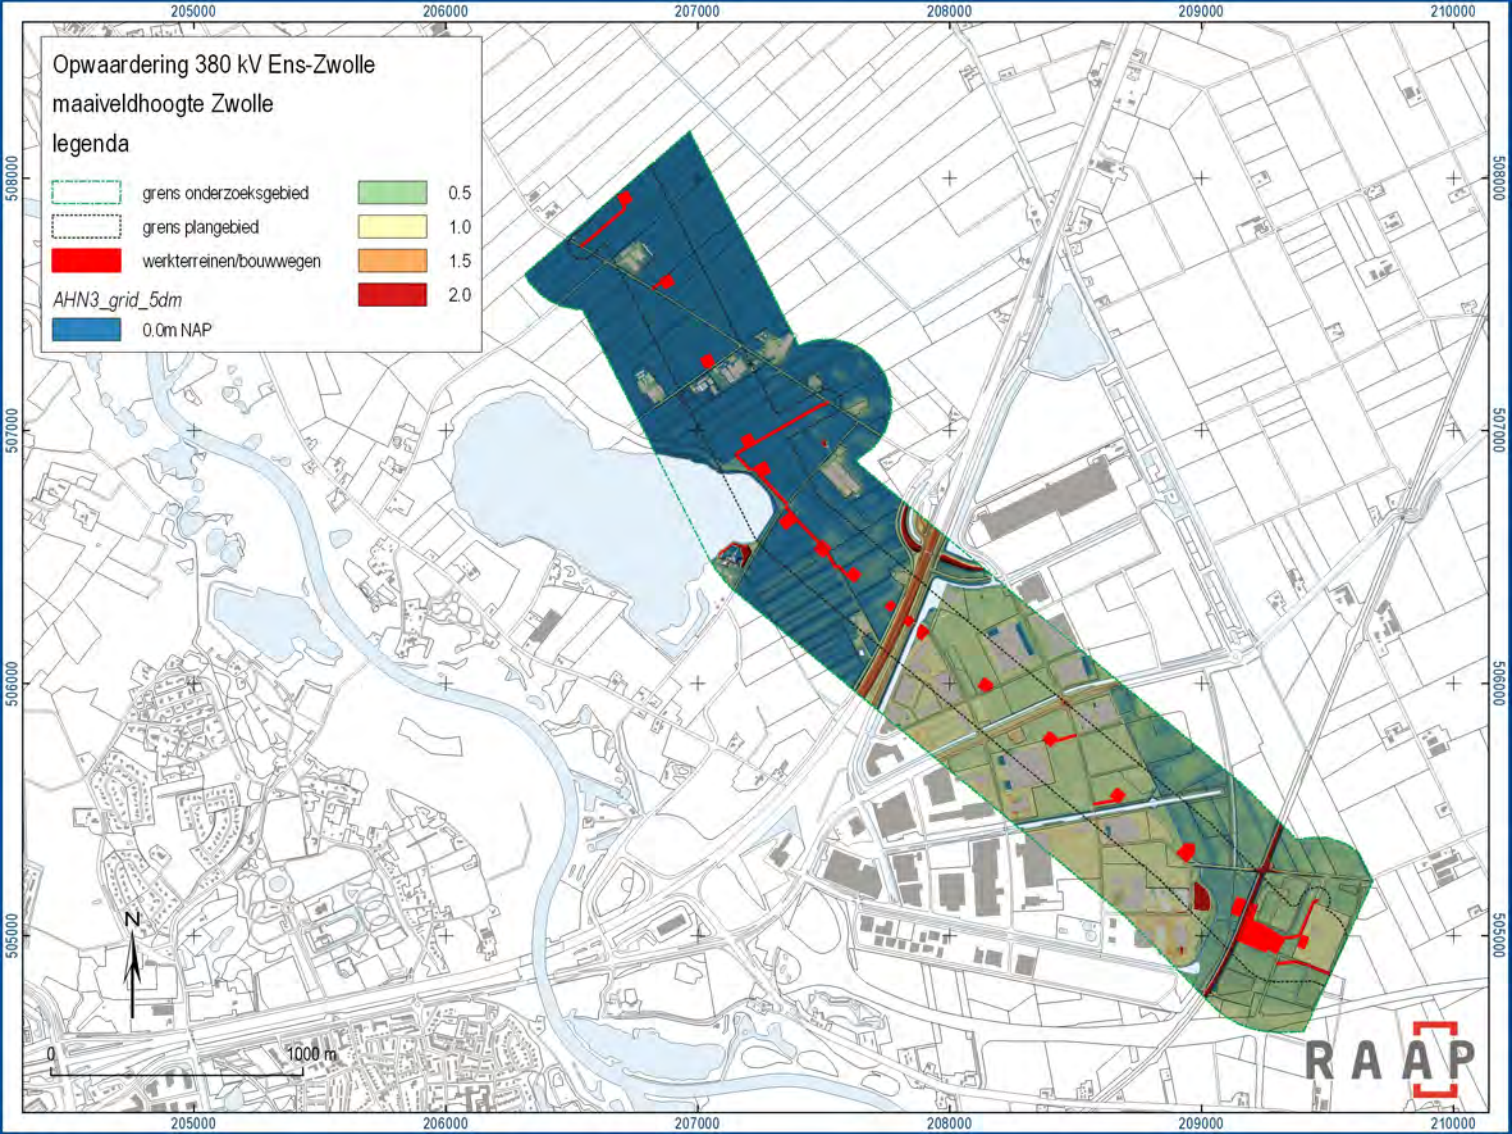 205000 206000 207000 208000 209000 210000
Opwaardering 380 kV Ens-Zwolle
maaiveldhoogte Zwolle
legenda
grens onderzoeksgebied
grens plangebied
werkterreinen/bouwwegen
AHN3_grid_5dm
0.0m NAP
0.5
1.0
1.5
2.0
508000
507000
506000
505000
508000
507000
506000
505000
N
0 1000 m
RAAP
205000 206000 207000 208000 209000 210000